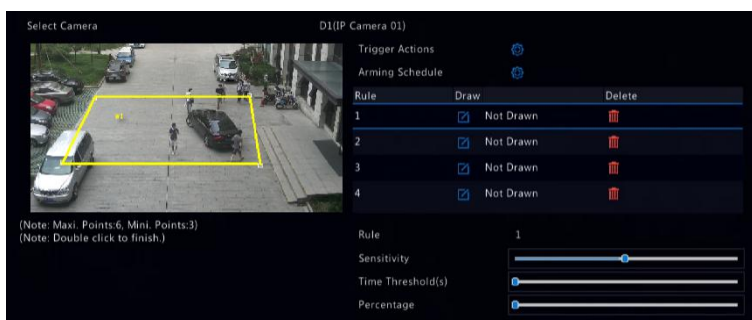 Select Camera D1(IP Camera 01)
Trigger Actions
Arming Schedule
Rule Draw Delete
1 Not Drawn
2 Not Drawn
3 Not Drawn
4 Not Drawn
(Note: Maxi. Points:6, Mini. Points:3)
(Note: Double click to finish.)
Rule 1
Sensitivity
Time Threshold(s)
Percentage